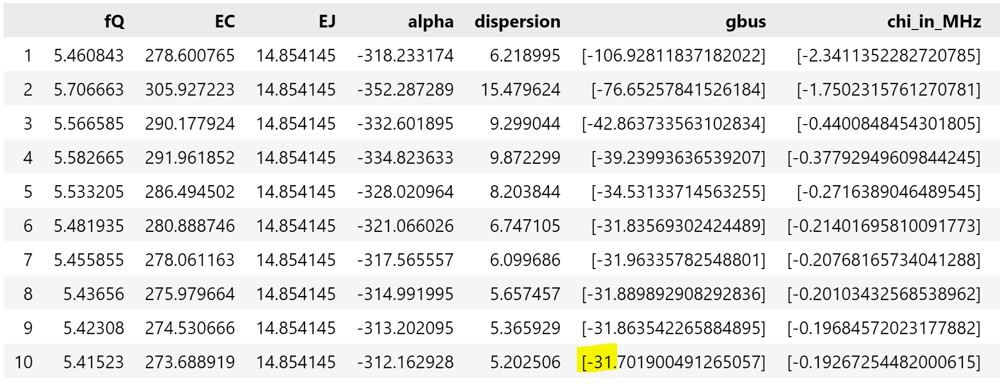 fQ EC EJ alpha dispersion gbus chi_in_MHz
1 5.460843 278.600765 14.854145 -318.233174 6.218995 [-106.92811837182022] [-2.3411352282720785]
2 5.706663 305.927223 14.854145 -352.287289 15.479624 [-76.65257841526184] [-1.7502315761270781]
3 5.566585 290.177924 14.854145 -332.601895 9.299044 [-42.863733563102834] [-0.4400848454301805]
4 5.582665 291.961852 14.854145 -334.823633 9.872299 [-39.23993636539207] [-0.37792949609844245]
5 5.533205 286.494502 14.854145 -328.020964 8.203844 [-34.53133714563255] [-0.2716389046489545]
6 5.481935 280.888746 14.854145 -321.066026 6.747105 [-31.83569302424489] [-0.21401695810091773]
7 5.455855 278.061163 14.854145 -317.565557 6.099686 [-31.96335782548801] [-0.20768165734041288]
8 5.43656 275.979664 14.854145 -314.991995 5.657457 [-31.889892908292836] [-0.20103432568538962]
9 5.42308 274.530666 14.854145 -313.202095 5.365929 [-31.863542265884895] [-0.19684572023177882]
10 5.41523 273.688919 14.854145 -312.162928 5.202506 [-31.701900491265057] [-0.19267254482000615]